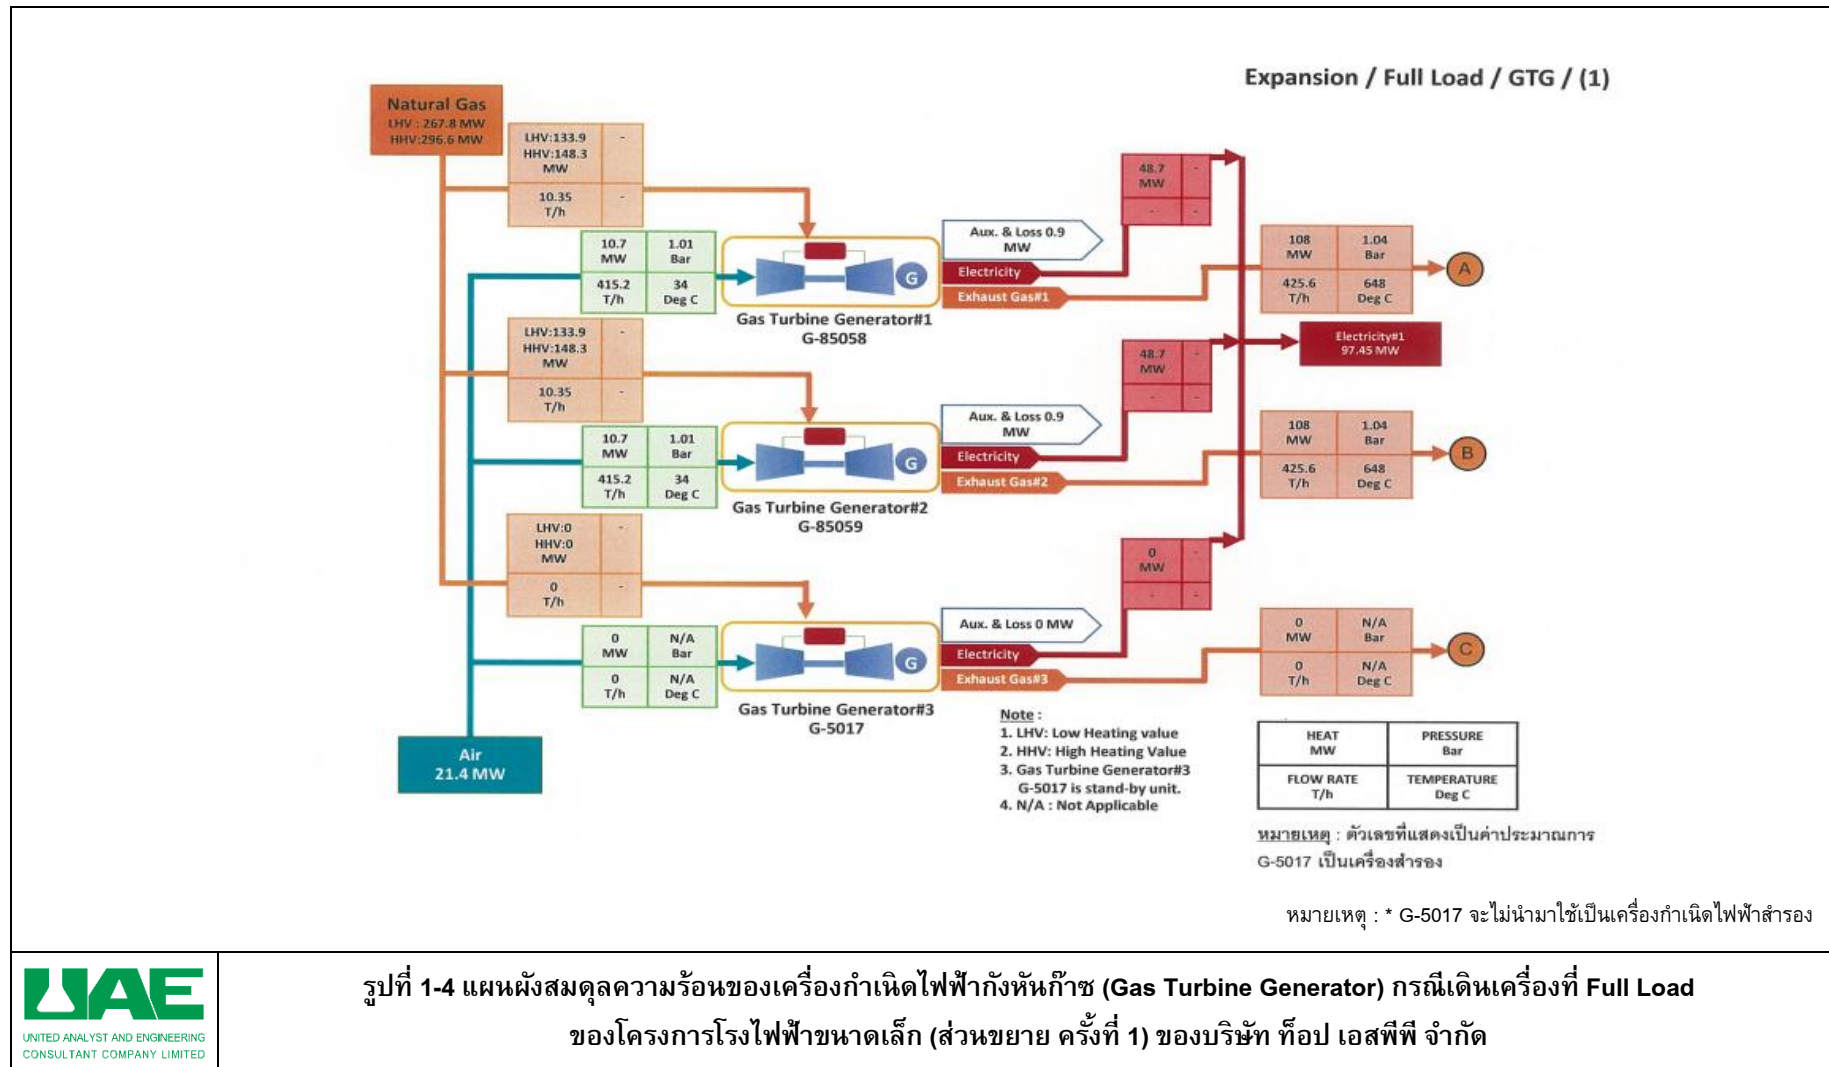 Expansion / Full Load / GTG / (1)
Natural Gas
LHV : 267.8 MW
HHV:296.6 MW
LHV:133.9
HHV:148.3
MW
-
10.35
T/h
-
10.7
MW
1.01
Bar
415.2
T/h
34
Deg C
G
Gas Turbine Generator#1
G-85058
Aux. & Loss 0.9
MW
Electricity
Exhaust Gas#1
48.7
MW
-
-
-
108
MW
1.04
Bar
425.6
T/h
648
Deg C
A
LHV:133.9
HHV:148.3
MW
-
10.35
T/h
-
10.7
MW
1.01
Bar
415.2
T/h
34
Deg C
G
Gas Turbine Generator#2
G-85059
Aux. & Loss 0.9
MW
Electricity
Exhaust Gas#2
48.7
MW
-
-
-
Electricity#1
97.45 MW
108
MW
1.04
Bar
425.6
T/h
648
Deg C
B
LHV:0
HHV:0
MW
-
0
T/h
-
0
MW
N/A
Bar
0
T/h
N/A
Deg C
G
Gas Turbine Generator#3
G-5017
Aux. & Loss 0 MW
Electricity
Exhaust Gas#3
0
MW
-
-
-
0
MW
N/A
Bar
0
T/h
N/A
Deg C
C
Air
21.4 MW
Note :
1. LHV: Low Heating value
2. HHV: High Heating Value
3. Gas Turbine Generator#3
G-5017 is stand-by unit.
4. N/A : Not Applicable
HEAT
MW
PRESSURE
Bar
FLOW RATE
T/h
TEMPERATURE
Deg C
หมายเหตุ : ตัวเลขที่แสดงเป็นค่าประมาณการ
G-5017 เป็นเครื่องสำรอง
หมายเหตุ : * G-5017 จะไม่นำมาใช้เป็นเครื่องกำเนิดไฟฟ้าสำรอง
UAE
UNITED ANALYST AND ENGINEERING
CONSULTANT COMPANY LIMITED
รูปที่ 1-4 แผนผังสมดุลความร้อนของเครื่องกำเนิดไฟฟ้ากังหันก๊าซ (Gas Turbine Generator) กรณีเดินเครื่องที่ Full Load
ของโครงการโรงไฟฟ้าขนาดเล็ก (ส่วนขยาย ครั้งที่ 1) ของบริษัท ท็อป เอสพีพี จำกัด